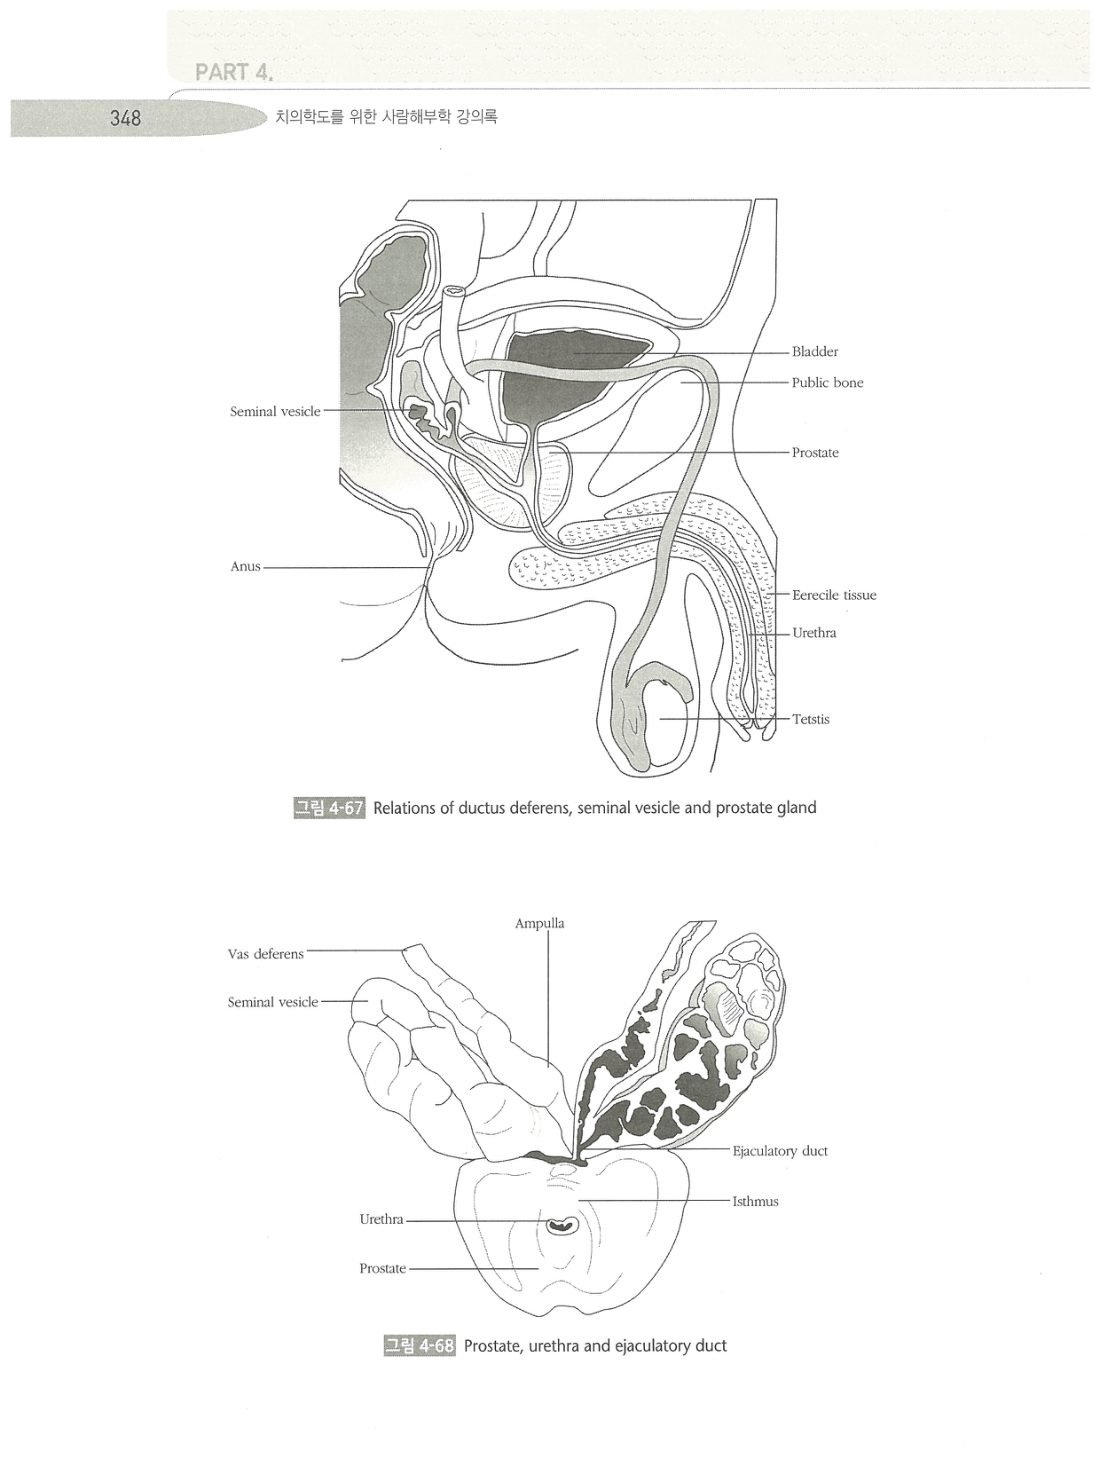 PART 4.
348
치의학도를 위한 사람해부학 강의록
Bladder
Public bone
Seminal vesicle
Prostate
Anus
Eerecile tissue
Urethra
Tetstis
그림 4-67 Relations of ductus deferens, seminal vesicle and prostate gland
Ampulla
Vas deferens
Seminal vesicle
Ejaculatory duct
Isthmus
Urethra
Prostate
그림 4-68 Prostate, urethra and ejaculatory duct